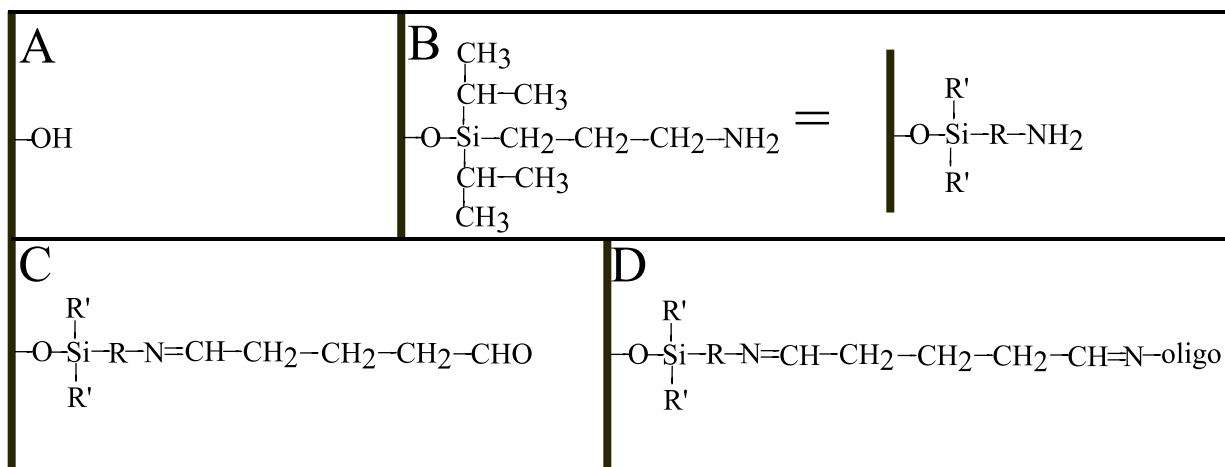 A
–OH
B
CH3
CH–CH3
–O–Si–CH2–CH2–CH2–NH2
CH–CH3
CH3
=
R'
–O–Si–R–NH2
R'
C
R'
–O–Si–R–N=CH–CH2–CH2–CH2–CHO
R'
D
R'
–O–Si–R–N=CH–CH2–CH2–CH2–CH=N–oligo
R'